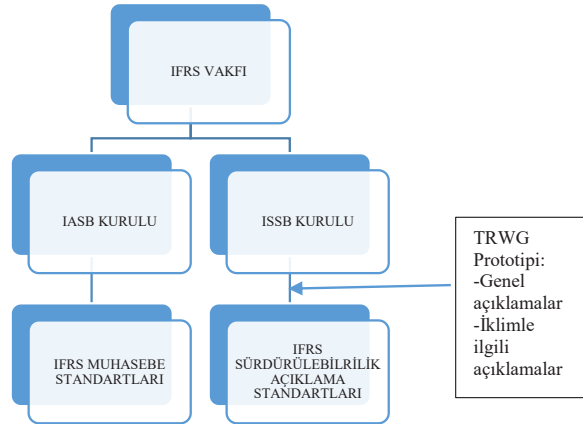 IFRS VAKFI
IASB KURULU
ISSB KURULU
TRWG
Prototipi:
-Genel
açıklamalar
-İklimle
ilgili
açıklamalar
IFRS MUHASEBE
STANDARTLARI
IFRS
SÜRDÜRÜLEBİLRİLİK
AÇIKLAMA
STANDARTLARI